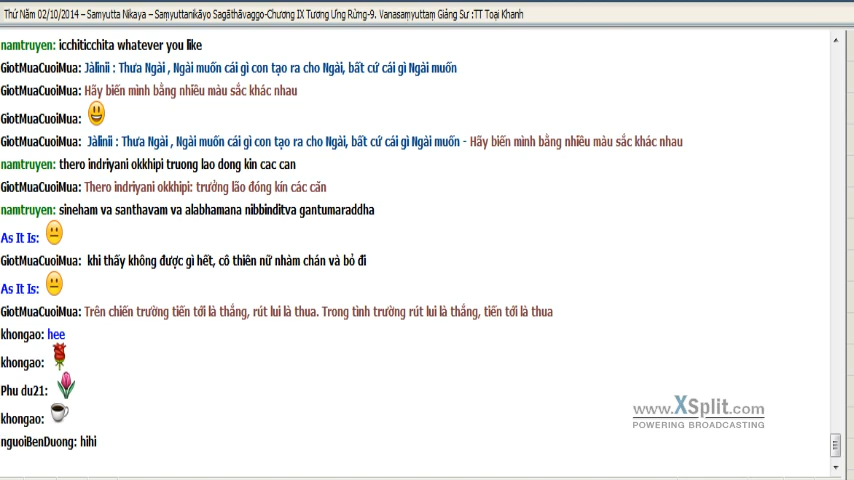 Thứ Năm 02/10/2014 – Saṃyutta Nikaya – Saṃyuttanikāyo Sagāthāvaggo-Chương IX Tương Ưng Rừng-9. Vanasaṃyuttaṃ Giảng Sư :TT Toại Khanh
namtruyen: icchiticchita whatever you like
GiotMuaCuoiMua: Jàlinii : Thưa Ngài , Ngài muốn cái gì con tạo ra cho Ngài, bất cứ cái gì Ngài muốn
GiotMuaCuoiMua: Hãy biến mình bằng nhiêu màu sắc khác nhau
GiotMuaCuoiMua:
GiotMuaCuoiMua: Jàlinii : Thưa Ngài , Ngài muốn cái gì con tạo ra cho Ngài, bất cứ cái gì Ngài muốn - Hãy biến mình bằng nhiêu màu sắc khác nhau
namtruyen: thero indriyani okkhipi truong lao dong kin cac can
GiotMuaCuoiMua: Thero indriyani okkhipi: trưởng lão đóng kín các căn
namtruyen: sineham va santhavam va alabhamana nibbinditva gantumaraddha
As It Is:
GiotMuaCuoiMua: khi thấy không được gì hết, cô thiên nữ nhàm chán và bỏ đi
As It Is:
GiotMuaCuoiMua: Trên chiến trường tiến tới là thắng, rút lui là thua. Trong tình trường rút lui là thắng, tiến tới là thua
khongao: hee
khongao:
Phu du21:
khongao:
nguoiBenDuong: hihi
www.XSplit.com
POWERING BROADCASTING